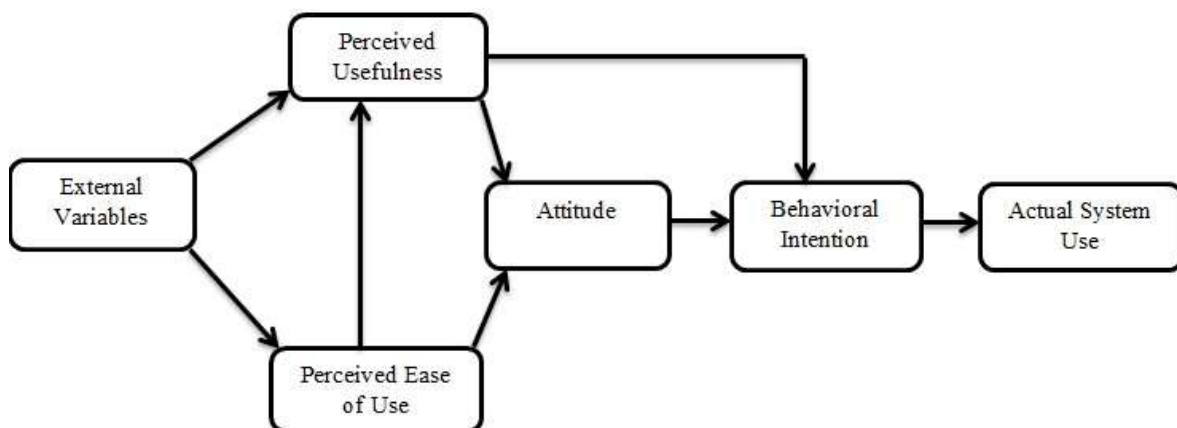 Perceived
Usefulness
External
Variables
Attitude
Behavioral
Intention
Actual System
Use
Perceived Ease
of Use